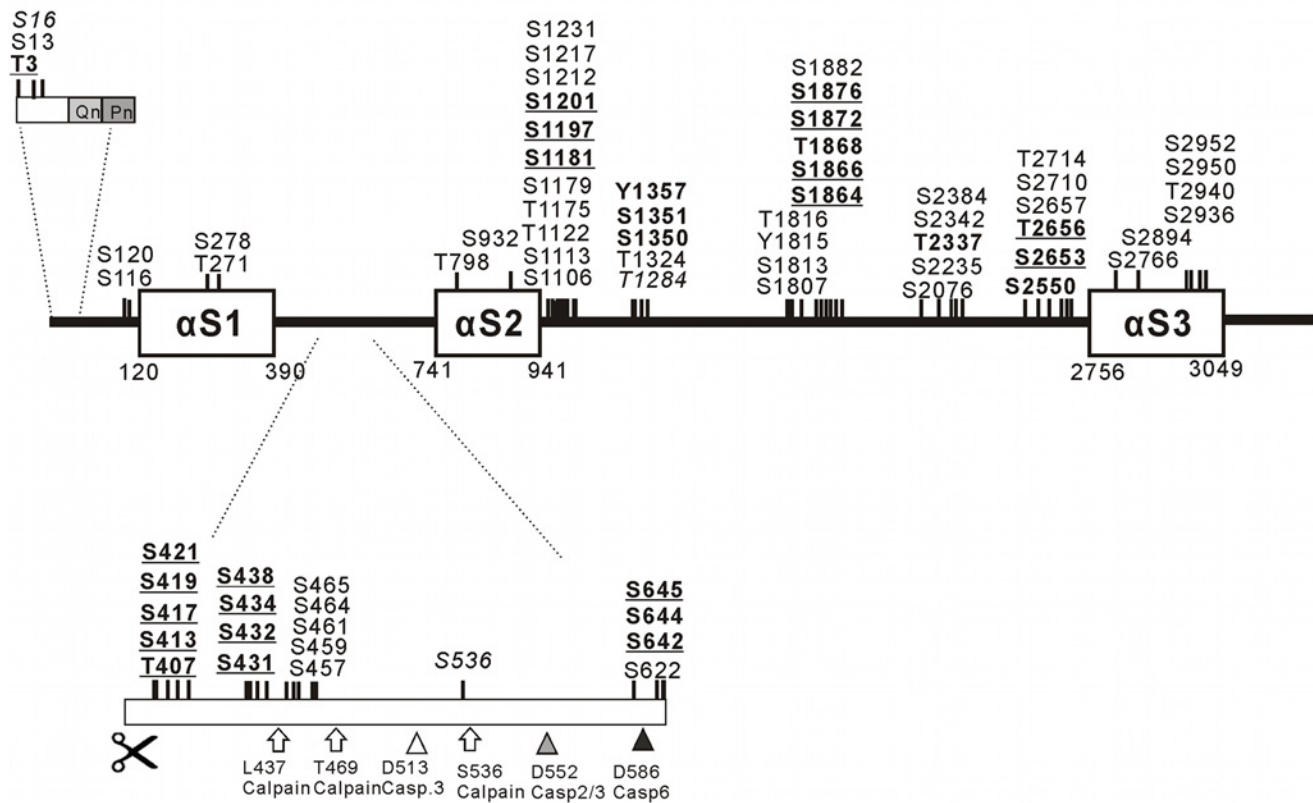 S16
S13
T3
Qn Pn
S120
S116
S278
T271
αS1
120
390
S932
T798
αS2
741
941
S1231
S1217
S1212
S1201
S1197
S1181
S1179
T1175
T1122
S1113
S1106
Y1357
S1351
S1350
T1324
T1284
S1882
S1876
S1872
T1868
S1866
S1864
T1816
Y1815
S1813
S1807
S2384
S2342
T2337
S2235
S2076
T2714
S2710
S2657
T2656
S2653
S2550
S2894
S2766
S2952
S2950
T2940
S2936
αS3
2756
3049
S421
S419
S417
S413
T407
S438
S434
S432
S431
S465
S464
S461
S459
S457
S536
S645
S644
S642
S622
L437
Calpain
T469
Calpain
D513
Casp.3
S536
Calpain
D552
Casp2/3
D586
Casp6